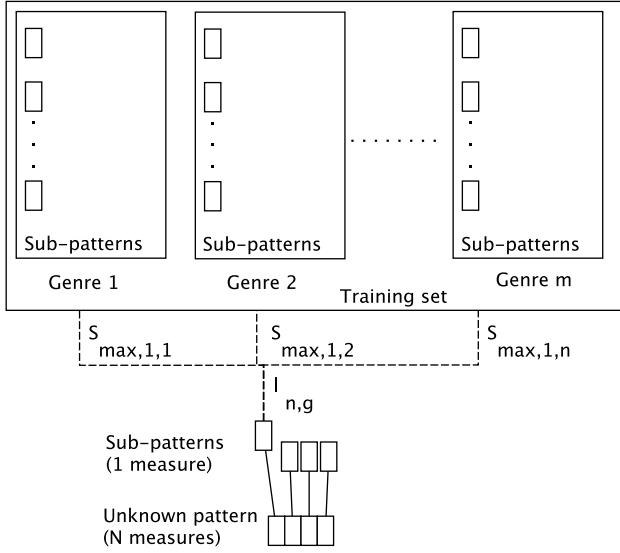 Sub-patterns
Sub-patterns
Sub-patterns
Genre 1
Genre 2
Genre m
Training set
S
max,1,1
S
max,1,2
S
max,1,n
I
n,g
Sub-patterns
(1 measure)
Unknown pattern
(N measures)